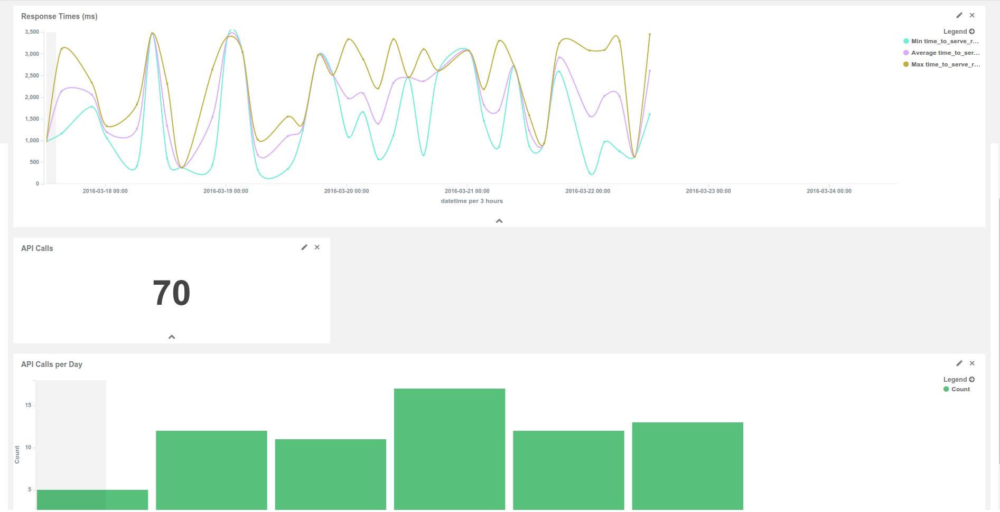 Response Times (ms)
Legend
Min time_to_serve_r...
Average time_to_ser...
Max time_to_serve_r...
3,500
3,000
2,500
2,000
1,500
1,000
500
0
2016-03-18 00:00 2016-03-19 00:00 2016-03-20 00:00 2016-03-21 00:00 2016-03-22 00:00 2016-03-23 00:00 2016-03-24 00:00
datetime per 3 hours
API Calls
70
API Calls per Day
Legend
Count
15
10
5
Count